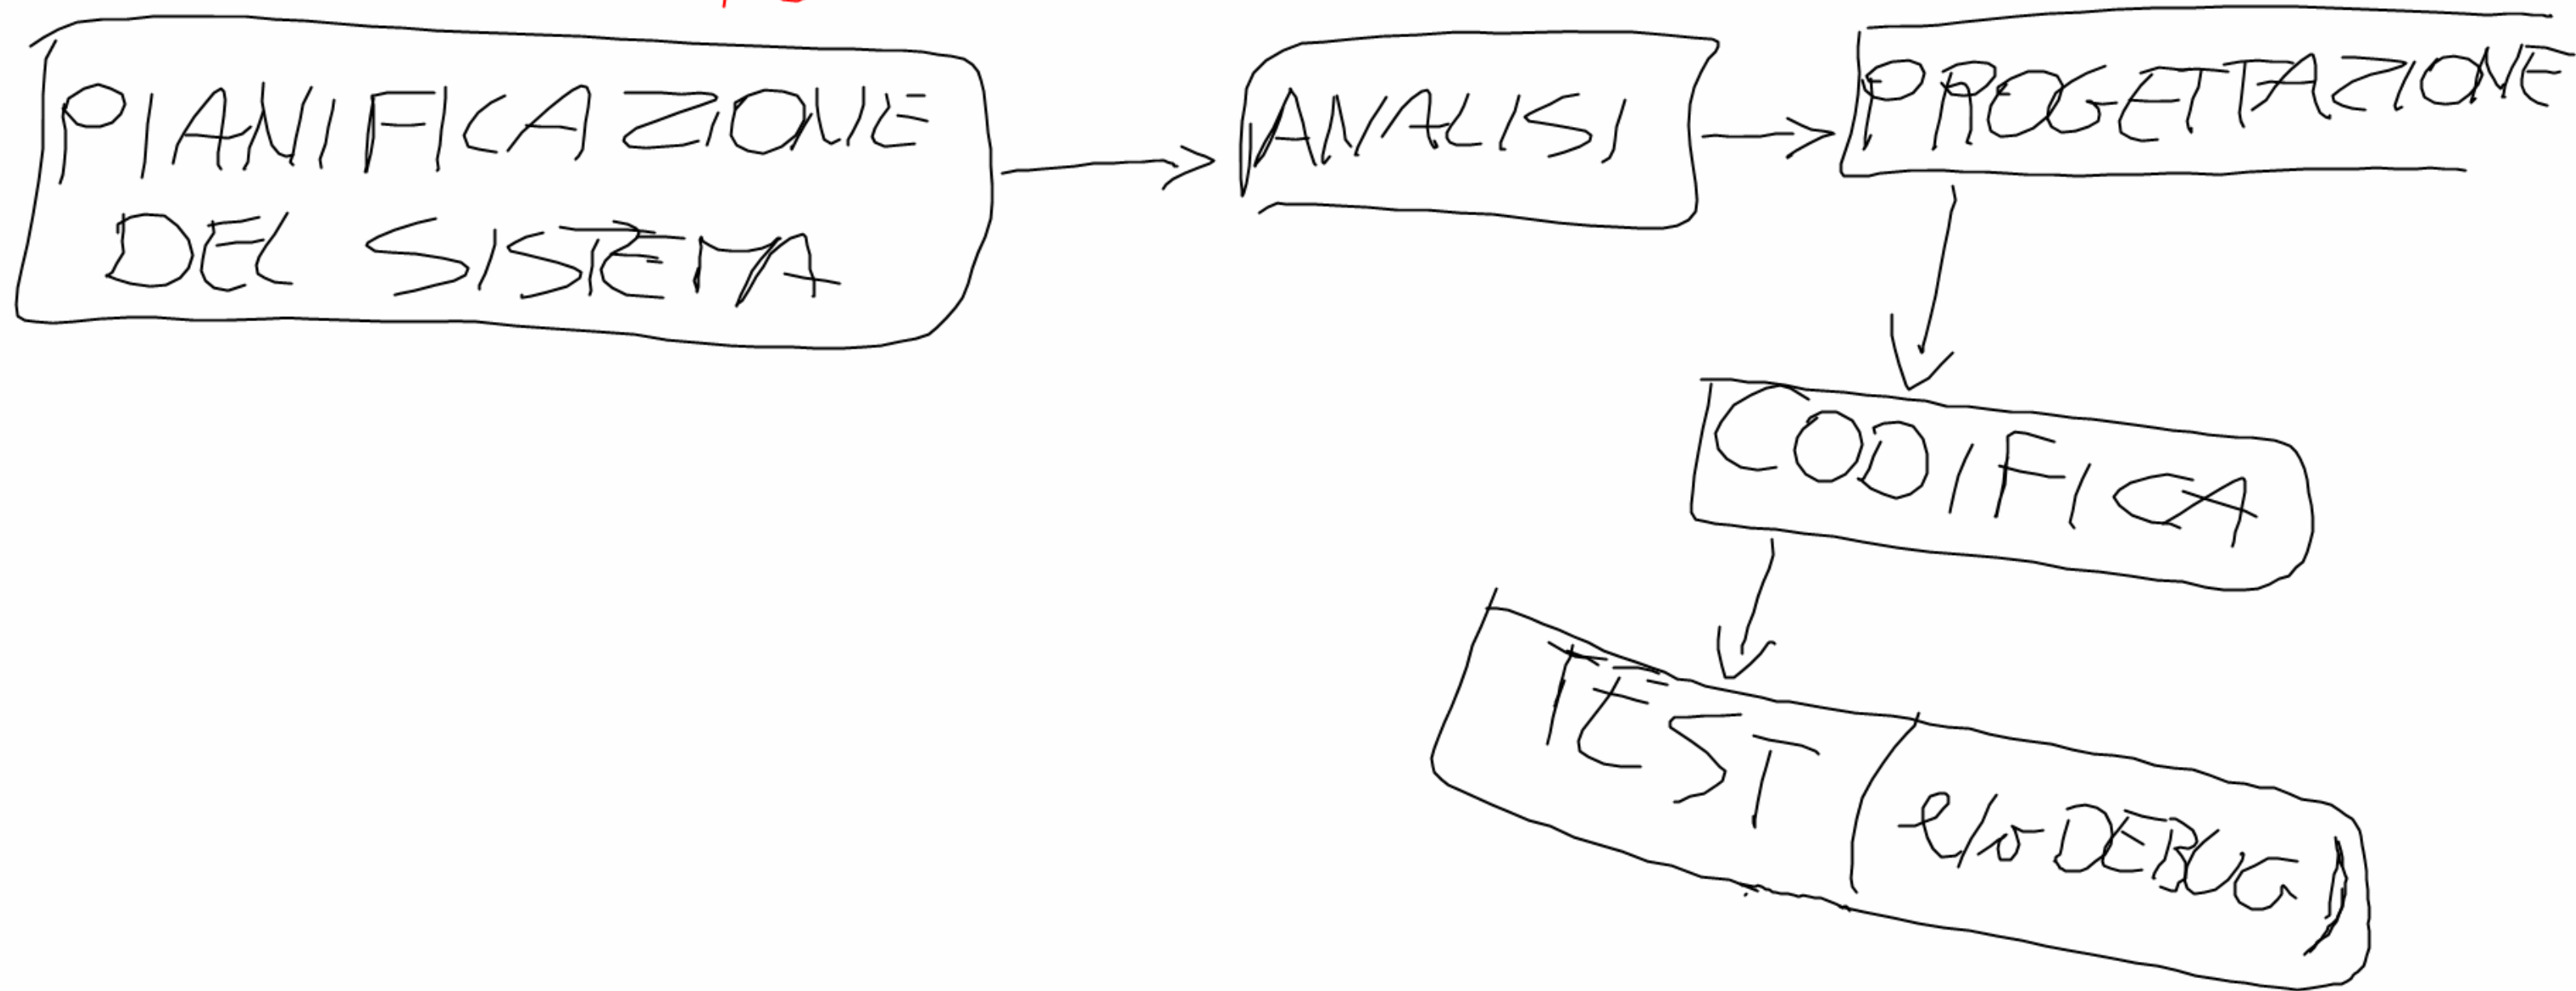 PIANIFICAZIONE
DEL SISTEMA
ANALISI
PROGETTAZIONE
CODIFICA
TEST (e/o DEBUG)